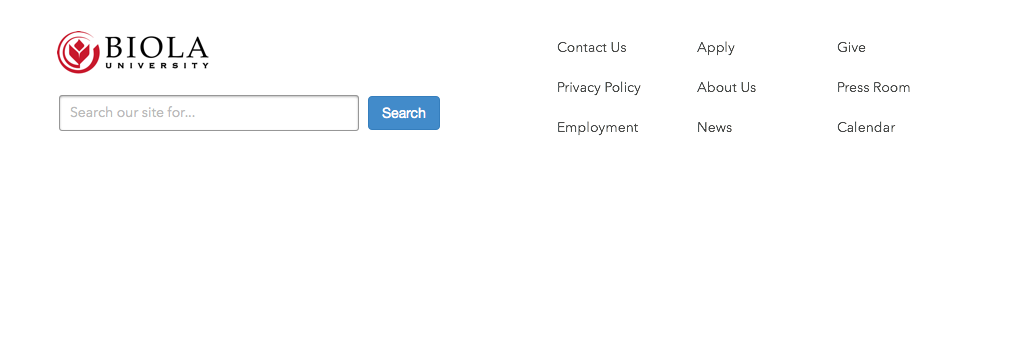 BIOLA
UNIVERSITY
Search our site for...
Search
Contact Us
Apply
Give
Privacy Policy
About Us
Press Room
Employment
News
Calendar